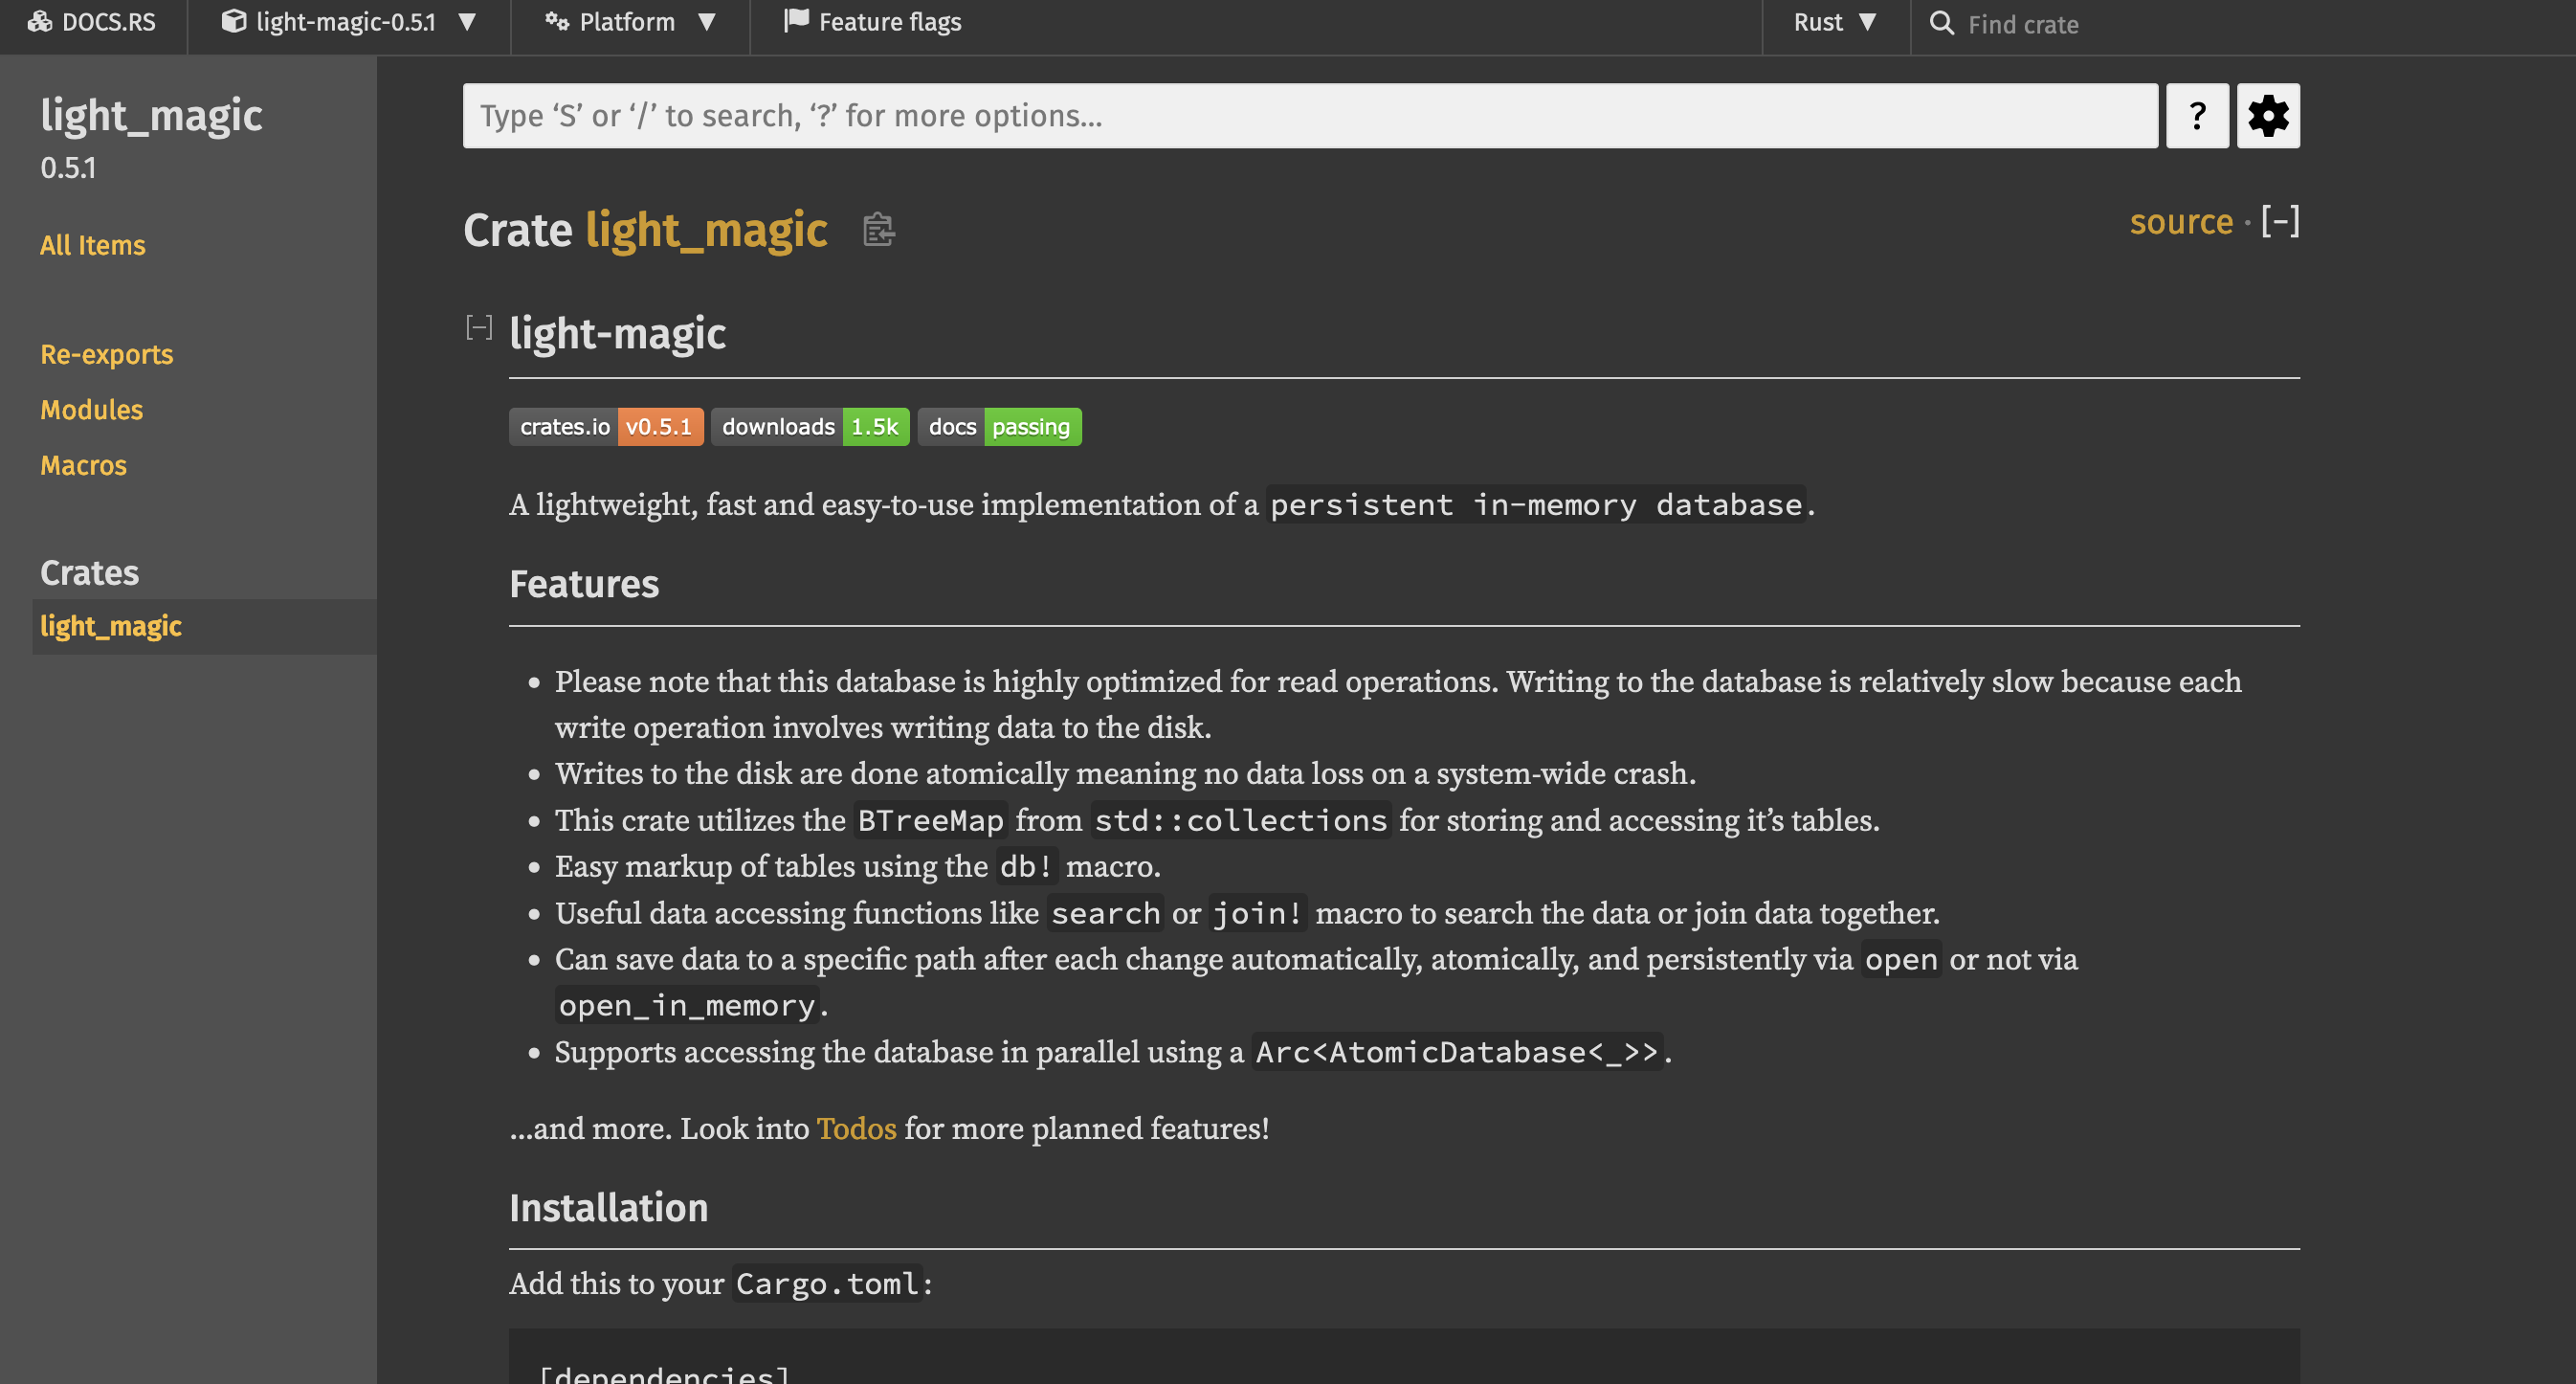 DOCS.RS light-magic-0.5.1 ▼ Platform ▼ Feature flags Rust ▼ Find crate
light_magic
0.5.1
All Items
Re-exports
Modules
Macros
Crates
light_magic
Type ‘S’ or ‘/’ to search, ‘?’ for more options… ?
Crate light_magic source · [−]
[−] light-magic
crates.io v0.5.1 downloads 1.5k docs passing
A lightweight, fast and easy-to-use implementation of a persistent in-memory database.
Features
• Please note that this database is highly optimized for read operations. Writing to the database is relatively slow because each
write operation involves writing data to the disk.
• Writes to the disk are done atomically meaning no data loss on a system-wide crash.
• This crate utilizes the BTreeMap from std::collections for storing and accessing it’s tables.
• Easy markup of tables using the db! macro.
• Useful data accessing functions like search or join! macro to search the data or join data together.
• Can save data to a specific path after each change automatically, atomically, and persistently via open or not via
open_in_memory.
• Supports accessing the database in parallel using a Arc<AtomicDatabase<_>>.
…and more. Look into Todos for more planned features!
Installation
Add this to your Cargo.toml:
[dependencies]